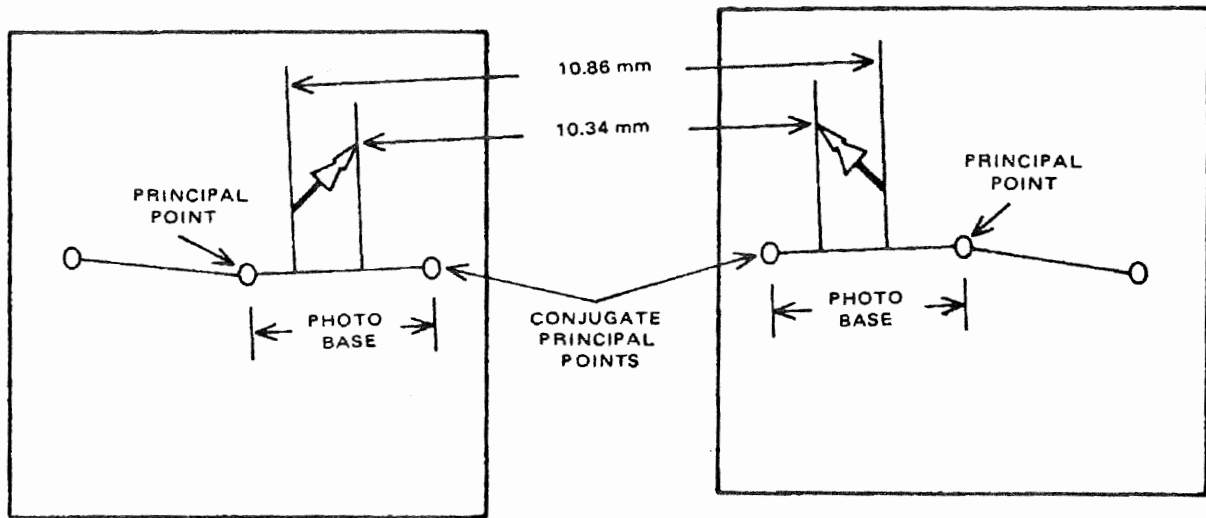 10.86 mm
10.34 mm
PRINCIPAL
POINT
PRINCIPAL
POINT
PHOTO
BASE
CONJUGATE
PRINCIPAL
POINTS
PHOTO
BASE